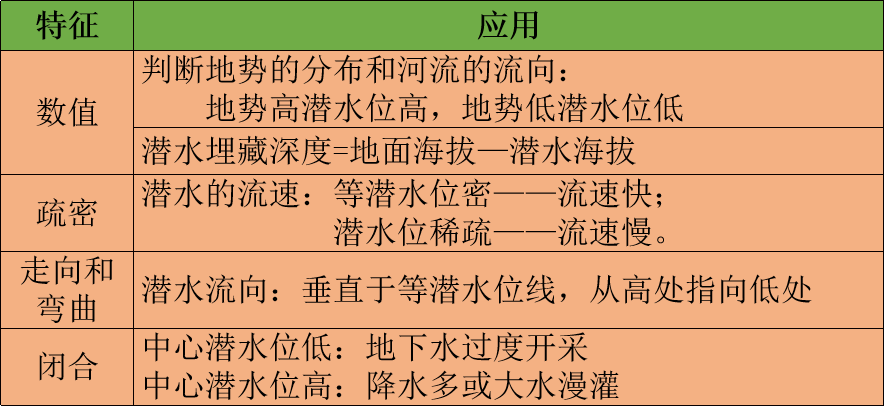 特征
应用
数值
判断地势的分布和河流的流向：
地势高潜水位高，地势低潜水位低
潜水埋藏深度=地面海拔—潜水海拔
疏密
潜水的流速：等潜水位密——流速快；
潜水位稀疏——流速慢。
走向和
弯曲
潜水流向：垂直于等潜水位线，从高处指向低处
闭合
中心潜水位低：地下水过度开采
中心潜水位高：降水多或大水漫灌